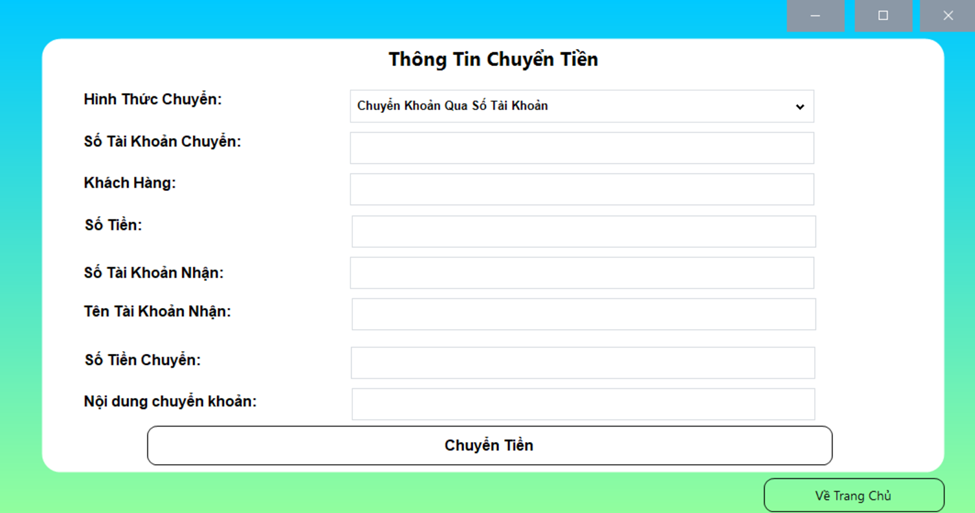 Thông Tin Chuyển Tiền
Hình Thức Chuyển:
Chuyển Khoản Qua Số Tài Khoản
Số Tài Khoản Chuyển:
Khách Hàng:
Số Tiền:
Số Tài Khoản Nhận:
Tên Tài Khoản Nhận:
Số Tiền Chuyển:
Nội dung chuyển khoản:
Chuyển Tiền
Về Trang Chủ